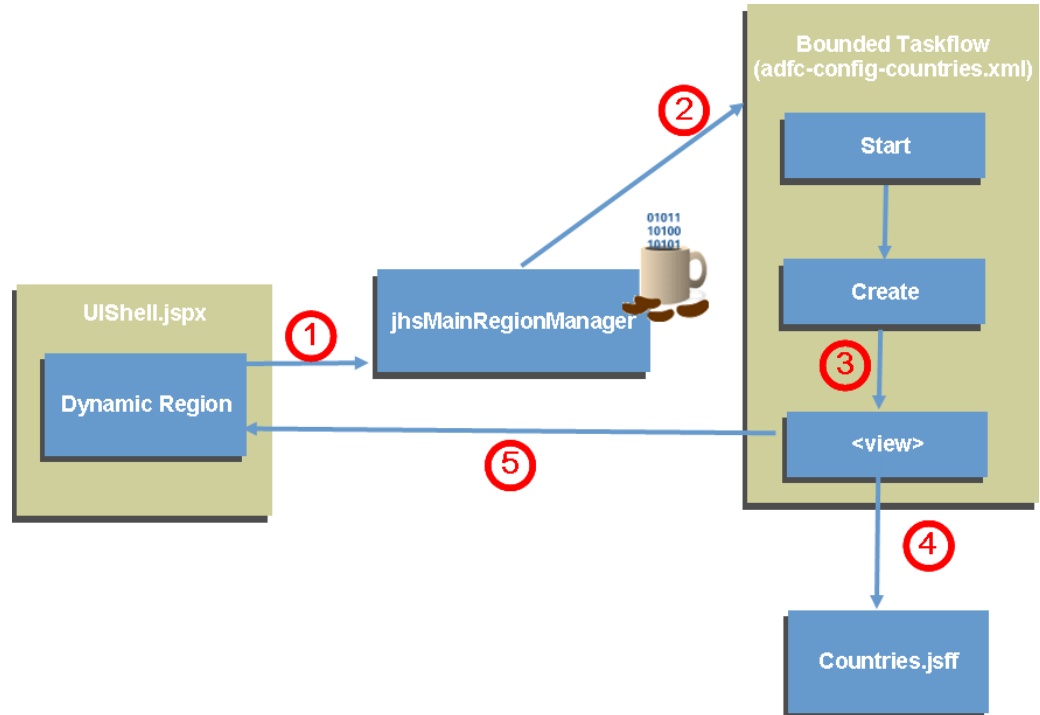 Bounded Taskflow
(adfc-config-countries.xml)
2
Start
01011
10100
10101
Create
UIShell.jspx
1
jhsMainRegionManager
3
Dynamic Region
<view>
5
4
Countries.jsff